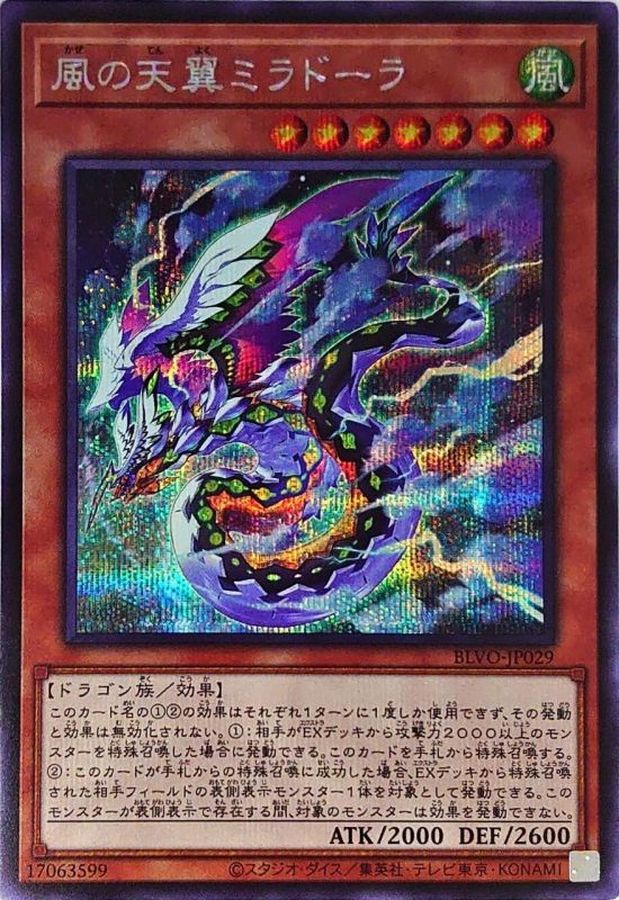 風の天翼ミラドーラ
風
BLVO-JP029
【ドラゴン族/効果】
このカード名の①②の効果はそれぞれ1ターンに1度しか使用できず、その発動
と効果は無効化されない。①:相手がEXデッキから攻撃力2000以上のモン
スターを特殊召喚した場合に発動できる。このカードを手札から特殊召喚する。
②:このカードが手札からの特殊召喚に成功した場合、EXデッキから特殊召喚
された相手フィールドの表側表示モンスター1体を対象として発動できる。この
モンスターが表側表示で存在する間、対象のモンスターは効果を発動できない。
ATK/2000 DEF/2600
17063599 ©スタジオ・ダイス/集英社・テレビ東京・KONAMI